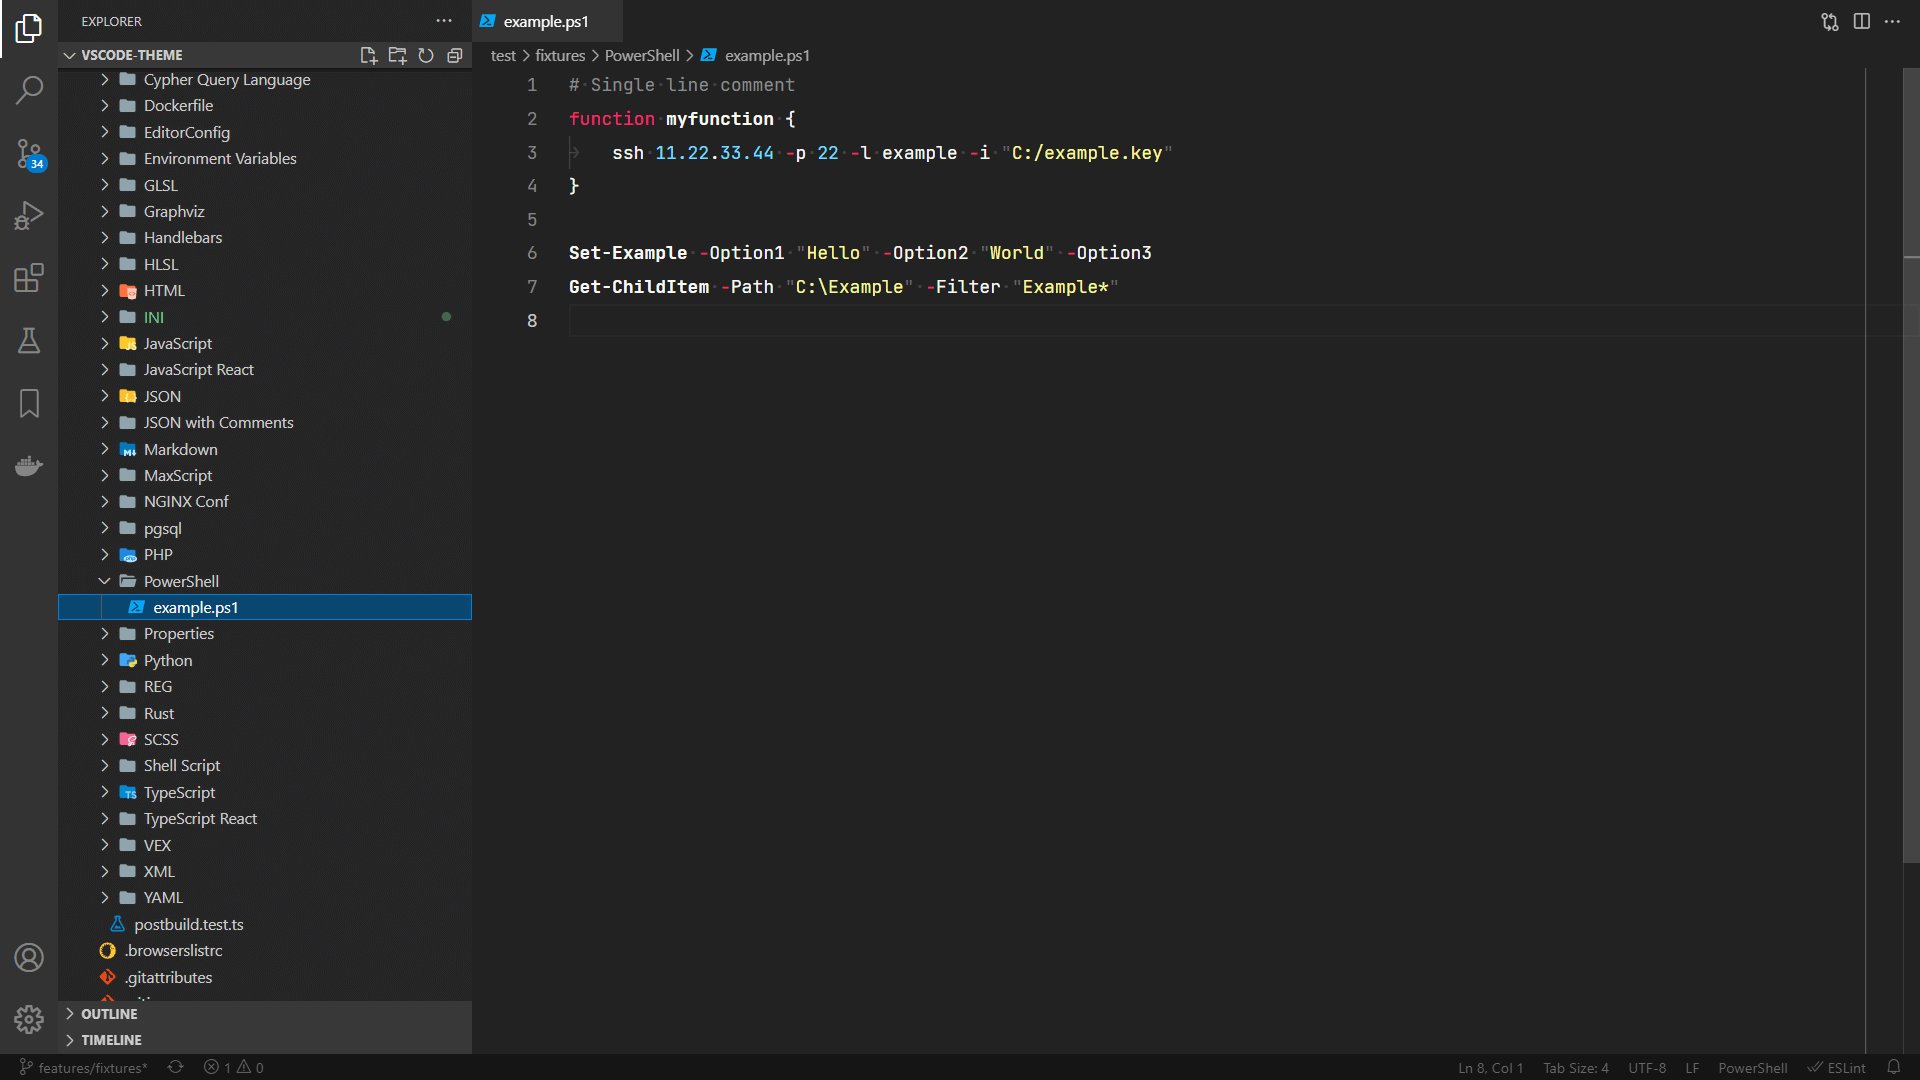 EXPLORER
VSCODE-THEME
Cypher Query Language
Dockerfile
EditorConfig
Environment Variables
GLSL
Graphviz
Handlebars
HLSL
HTML
INI
JavaScript
JavaScript React
JSON
JSON with Comments
Markdown
MaxScript
NGINX Conf
pgsql
PHP
PowerShell
example.ps1
Properties
Python
REG
Rust
SCSS
Shell Script
TypeScript
TypeScript React
VEX
XML
YAML
postbuild.test.ts
.browserslistrc
.gitattributes
OUTLINE
TIMELINE
34
example.ps1
test > fixtures > PowerShell > example.ps1
1 # Single line comment
2 function myfunction {
3 ssh 11.22.33.44 -p 22 -l example -i "C:/example.key"
4 }
5
6 Set-Example -Option1 "Hello" -Option2 "World" -Option3
7 Get-ChildItem -Path "C:\Example" -Filter "Example*"
8
features/fixtures* 1 0 Ln 8, Col 1 Tab Size: 4 UTF-8 LF PowerShell ESLint